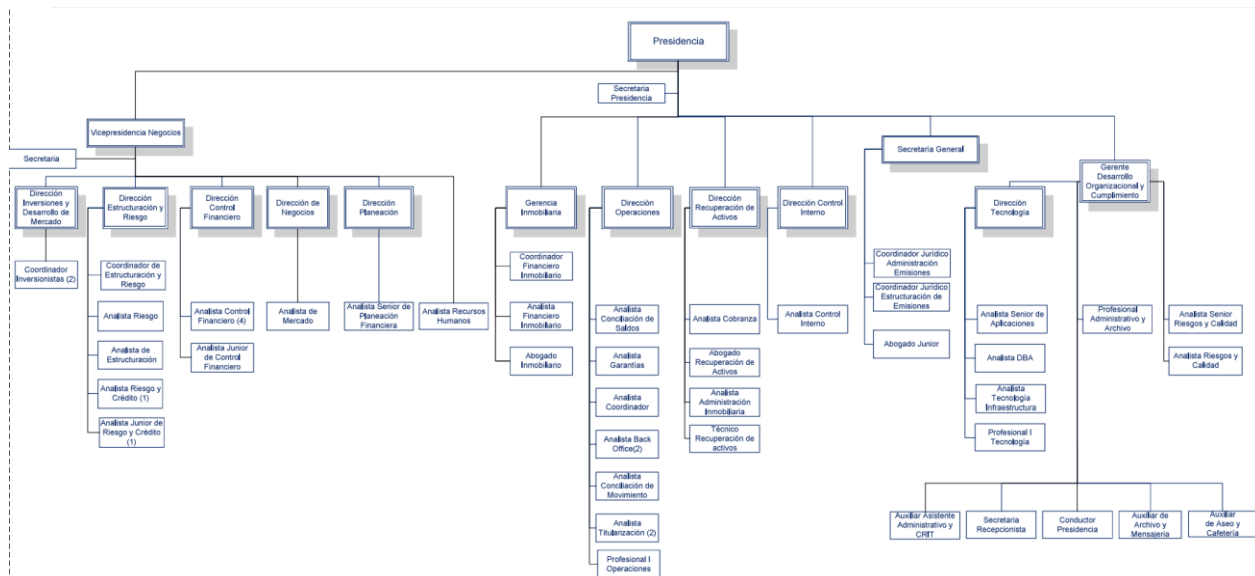 Presidencia
Secretaria
Presidencia
Vicepresidencia Negocios
Secretaria
Dirección
Inversiones y
Desarrollo de
Mercado
Dirección
Estructuración y
Riesgo
Dirección
Control
Financiero
Dirección de
Negocios
Dirección
Planeación
Coordinador
Inversionistas (2)
Coordinador de
Estructuración y
Riesgo
Analista Riesgo
Analista de
Estructuración
Analista Riesgo y
Crédito (1)
Analista Junior de
Riesgo y Crédito
(1)
Analista Control
Financiero (4)
Analista Junior
de Control
Financiero
Analista de
Mercado
Analista Senior de
Planeación
Financiera
Analista Recursos
Humanos
Gerencia
Inmobiliaria
Coordinador
Financiero
Inmobiliario
Analista
Financiero
Inmobiliario
Abogado
Inmobiliario
Dirección
Operaciones
Analista
Conciliación de
Saldos
Analista
Garantías
Analista
Coordinador
Analista Back
Office(2)
Analista
Conciliación de
Movimiento
Analista
Titularización (2)
Profesional I
Operaciones
Dirección
Recuperación
de Activos
Analista Cobranza
Abogado
Recuperación de
Activos
Analista
Administración
Inmobiliaria
Técnico
Recuperación de
activos
Dirección Control
Interno
Analista Control
Interno
Secretaria General
Coordinador Jurídico
Administración
Emisiones
Coordinador Jurídico
Estructuración de
Emisiones
Abogado Junior
Gerente
Desarrollo
Organizacional y
Cumplimiento
Dirección
Tecnología
Analista Senior de
Aplicaciones
Analista DBA
Analista
Tecnología
Infraestructura
Profesional I
Tecnología
Profesional
Administrativo y
Archivo
Analista Senior
Riesgos y Calidad
Analista Riesgos y
Calidad
Auxiliar Asistente
Administrativo y
CRIT
Secretaria
Recepcionista
Conductor
Presidencia
Auxiliar de
Archivo y
Mensajería
Auxiliar
de Aseo y
Cafetería